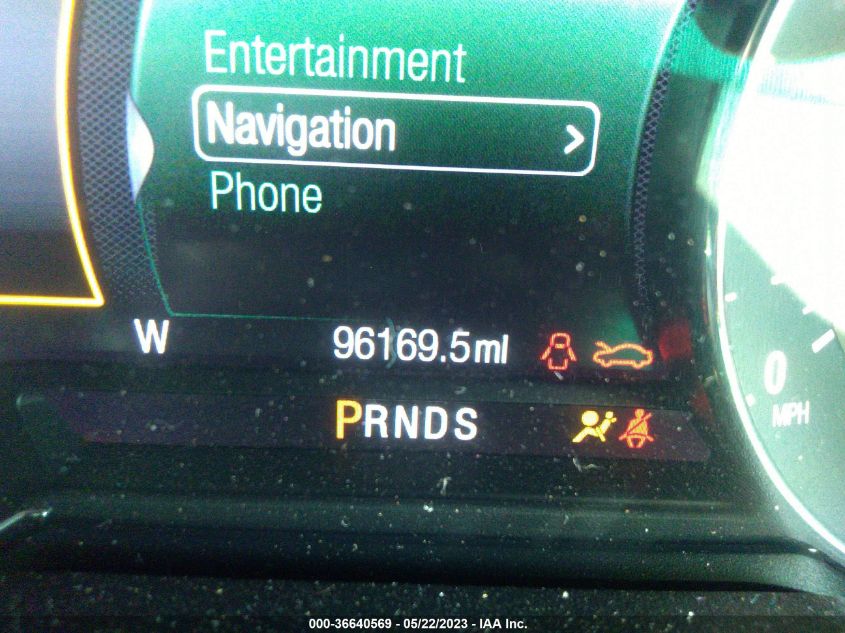 Entertainment
Navigation >
Phone
W 96169.5mi
PRNDS
0
MPH
000-36640569 - 05/22/2023 - IAA Inc.